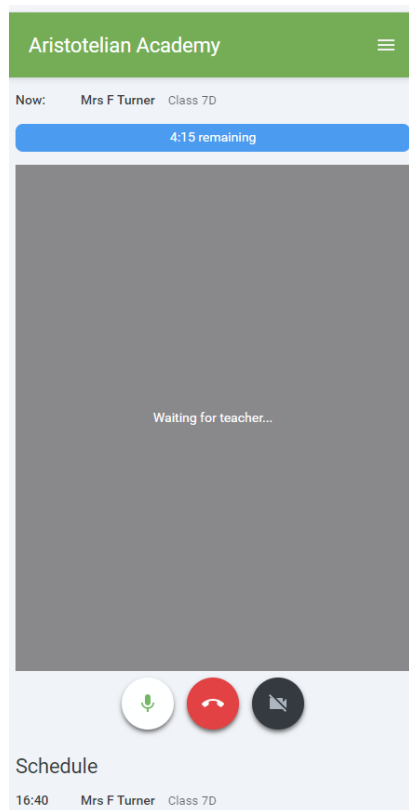 Aristotelian Academy
Now: Mrs F Turner Class 7D
4:15 remaining
Waiting for teacher...
Schedule
16:40 Mrs F Turner Class 7D